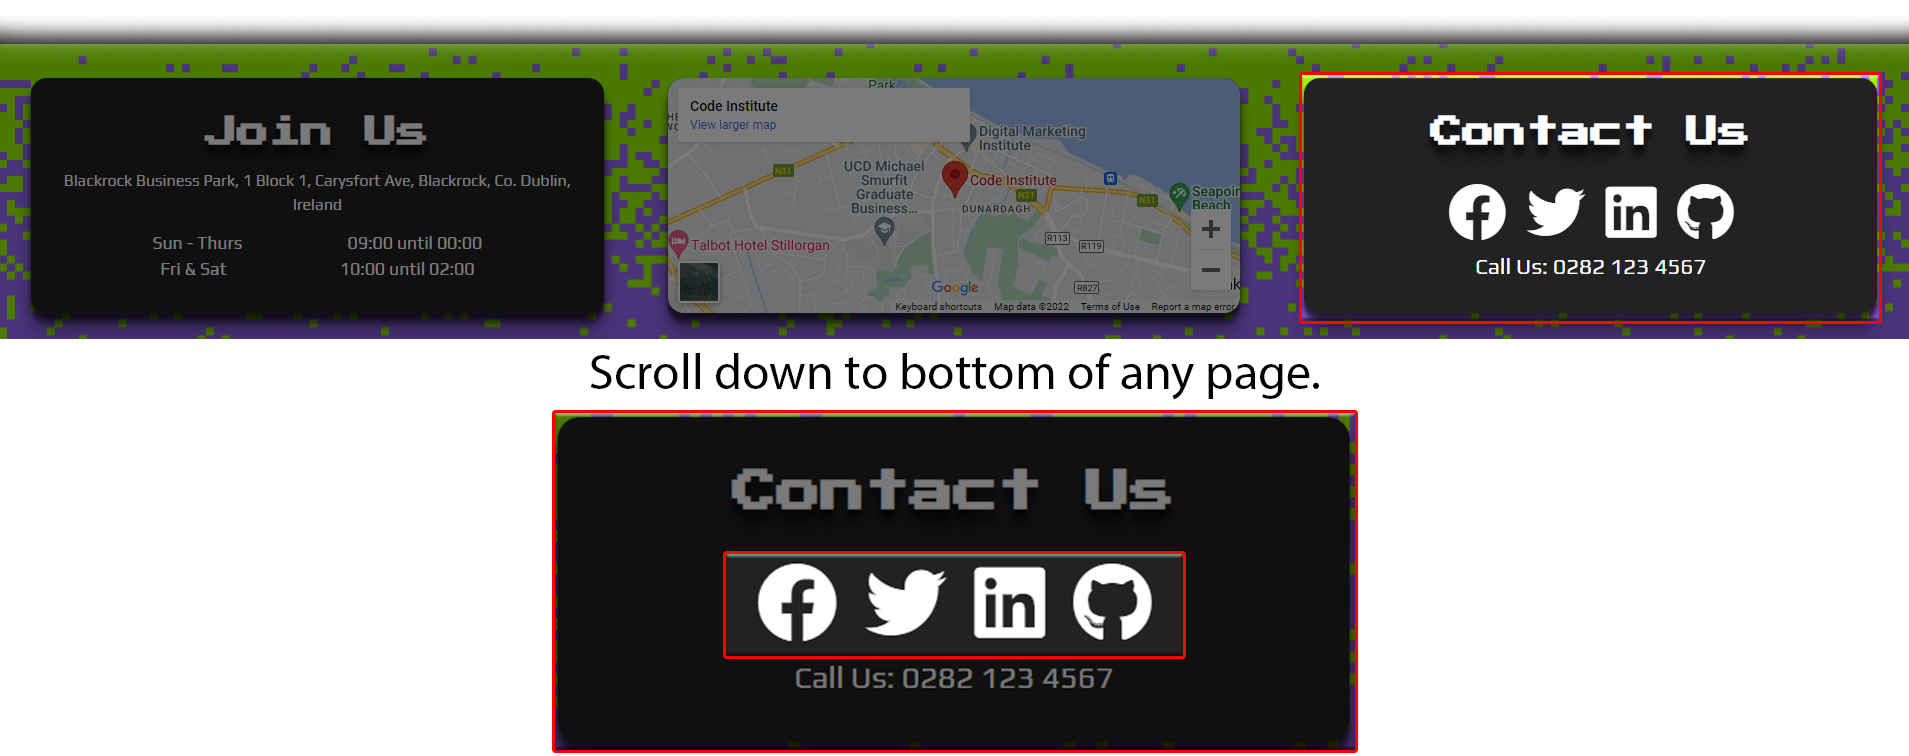 Join Us
Blackrock Business Park, 1 Block 1, Carysfort Ave, Blackrock, Co. Dublin,
Ireland
Sun - Thurs 09:00 until 00:00
Fri & Sat 10:00 until 02:00
Park
Code Institute
View larger map
Digital Marketing
Institute
N31
UCD Michael
Smurfit
Graduate
Business...
Code Institute
N31
DUNARDAGH
N31
Seapoin
Beach
R113
R119
Talbot Hotel Stillorgan
Google
R827
Keyboard shortcuts Map data ©2022 Terms of Use Report a map error
Contact Us
in
Call Us: 0282 123 4567
Scroll down to bottom of any page.
Contact Us
in
Call Us: 0282 123 4567